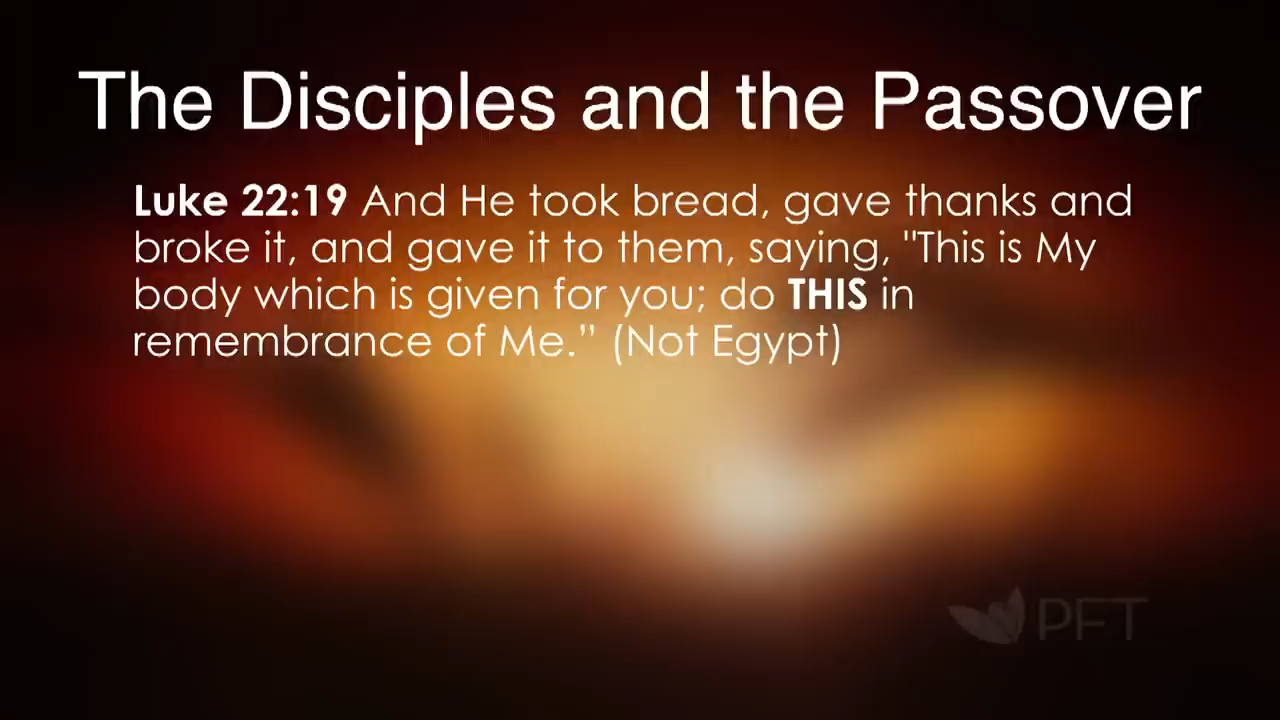 The Disciples and the Passover
Luke 22:19 And He took bread, gave thanks and
broke it, and gave it to them, saying, "This is My
body which is given for you; do THIS in
remembrance of Me.” (Not Egypt)
PFT